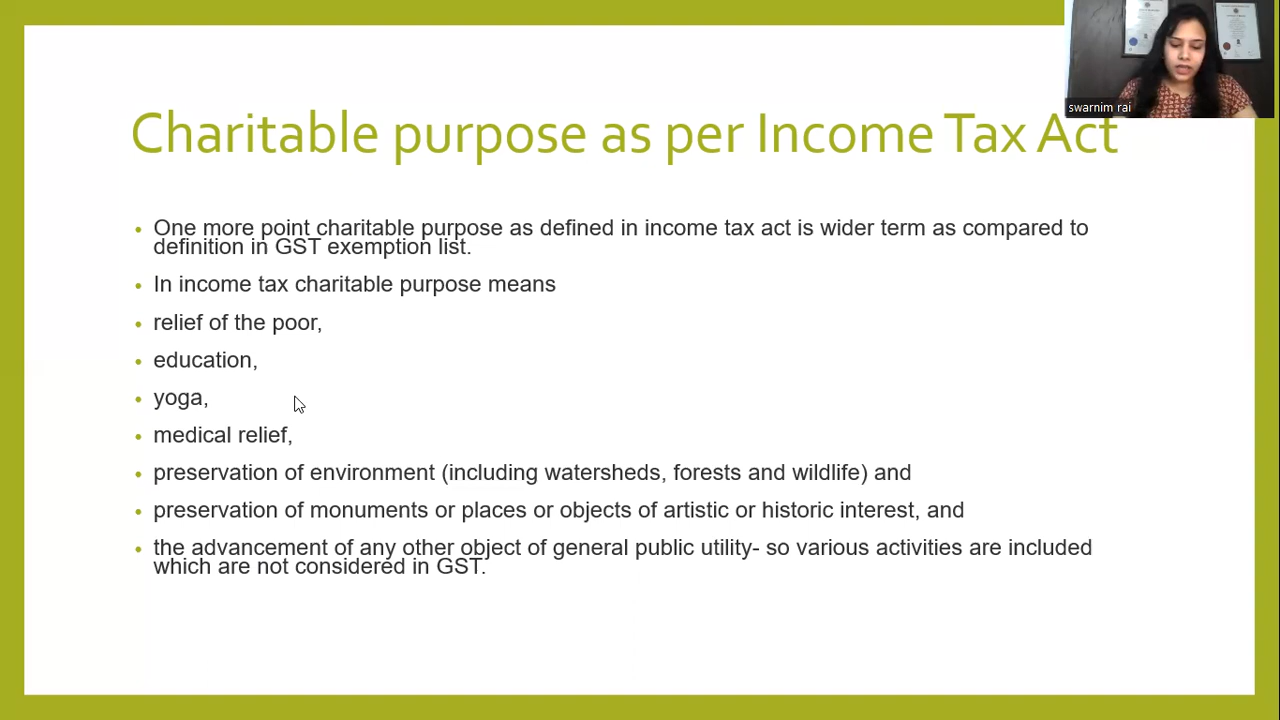 swarnim rai
Charitable purpose as per Income Tax Act
• One more point charitable purpose as defined in income tax act is wider term as compared to
definition in GST exemption list.
• In income tax charitable purpose means
• relief of the poor,
• education,
• yoga,
• medical relief,
• preservation of environment (including watersheds, forests and wildlife) and
• preservation of monuments or places or objects of artistic or historic interest, and
• the advancement of any other object of general public utility- so various activities are included
which are not considered in GST.